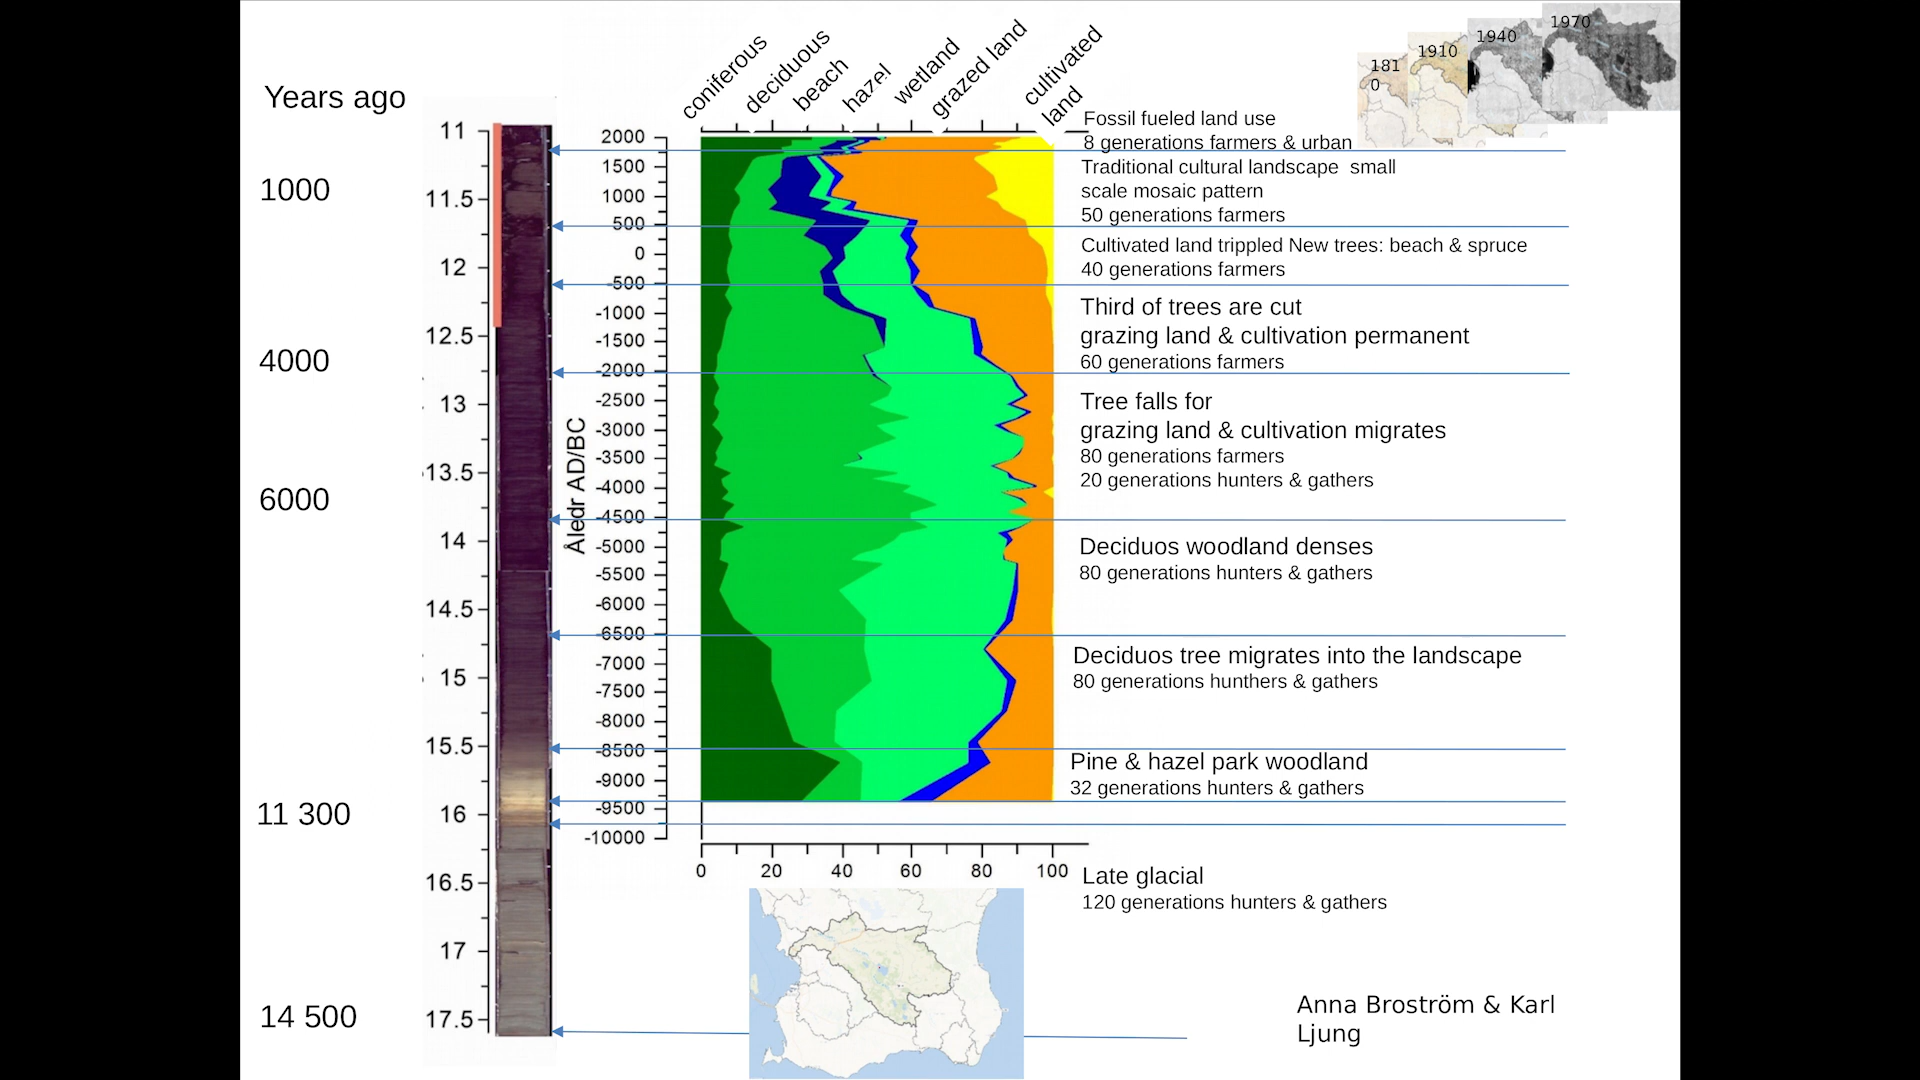 coniferous
deciduous
beach
hazel
wetland
grazed land
cultivated
land
1810
1910
1940
1970
Years ago
1000
4000
6000
11 300
14 500
11
11.5
12
12.5
13
13.5
14
14.5
15
15.5
16
16.5
17
17.5
Åledr AD/BC
2000
1500
1000
500
0
-500
-1000
-1500
-2000
-2500
-3000
-3500
-4000
-4500
-5000
-5500
-6000
-6500
-7000
-7500
-8000
-8500
-9000
-9500
-10000
0 20 40 60 80 100
Fossil fueled land use
8 generations farmers & urban
Traditional cultural landscape small
scale mosaic pattern
50 generations farmers
Cultivated land trippled New trees: beach & spruce
40 generations farmers
Third of trees are cut
grazing land & cultivation permanent
60 generations farmers
Tree falls for
grazing land & cultivation migrates
80 generations farmers
20 generations hunters & gathers
Deciduos woodland denses
80 generations hunters & gathers
Deciduos tree migrates into the landscape
80 generations hunthers & gathers
Pine & hazel park woodland
32 generations hunters & gathers
Late glacial
120 generations hunters & gathers
Anna Broström & Karl
Ljung